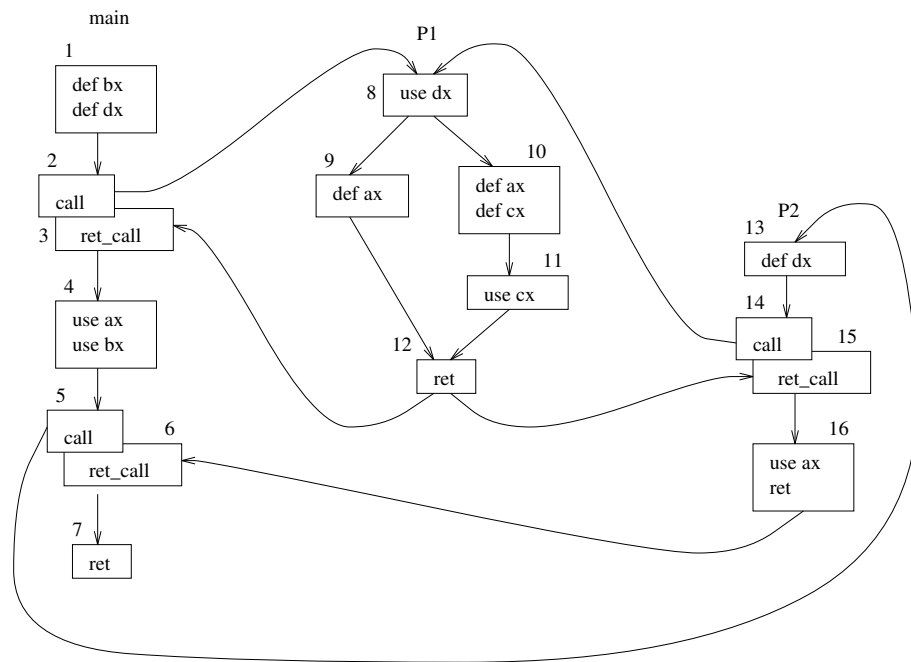 main
1
def bx
def dx
2
call
3
ret_call
4
use ax
use bx
5
call
6
ret_call
7
ret
P1
8
use dx
9
def ax
10
def ax
def cx
11
use cx
12
ret
P2
13
def dx
14
call
15
ret_call
16
use ax
ret